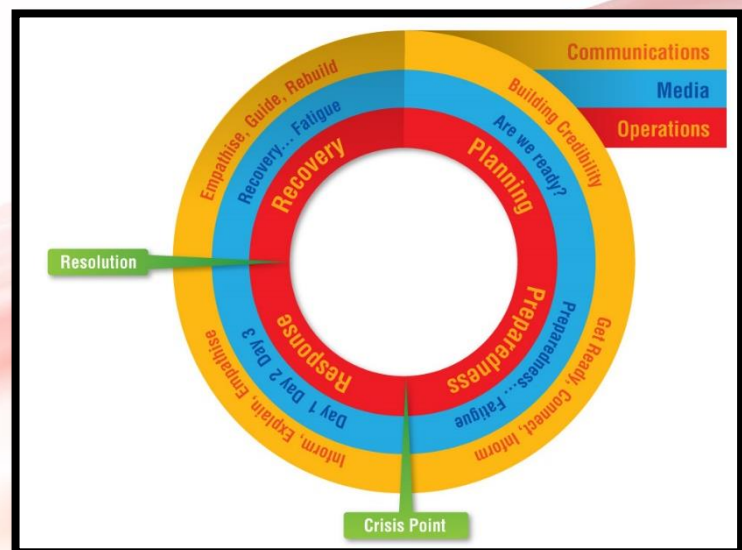 Communications
Media
Operations
Building Credibility
Are we ready?
Planning
Get Ready, Connect, Inform
Preparedness... Fatigue
Preparedness
Crisis Point
Inform, Explain, Empathise
Day 1 Day 2 Day 3
Response
Resolution
Empathise, Guide, Rebuild
Recovery... Fatigue
Recovery